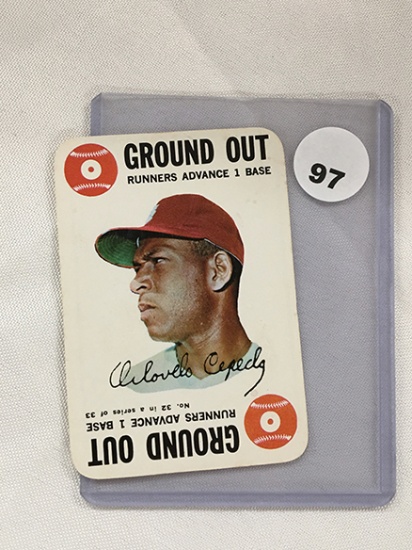 GROUND OUT
RUNNERS ADVANCE 1 BASE
97
Orlando Cepeda
No. 32 in a series of 33
RUNNERS ADVANCE 1 BASE
GROUND OUT